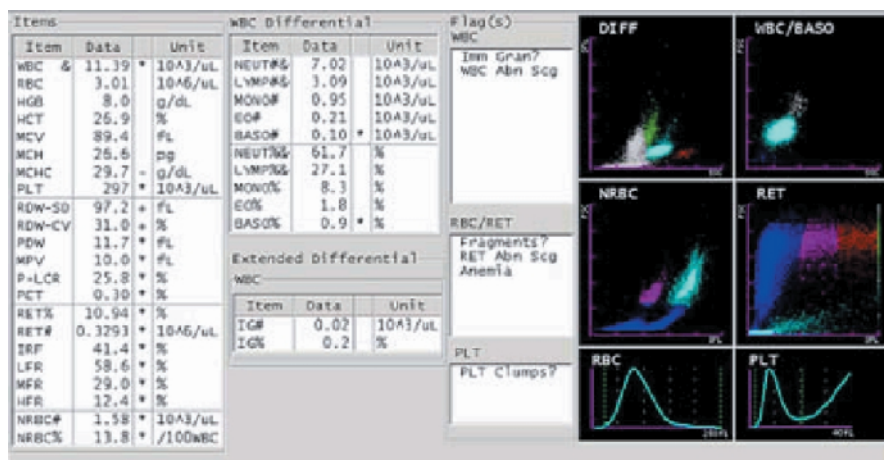 Items
Item Data Unit
WBC & 11.39 * 10^3/uL
RBC 3.01 10^6/uL
HGB 8.0 g/dL
HCT 26.9 %
MCV 89.4 fL
MCH 26.6 pg
MCHC 29.7 - g/dL
PLT 297 * 10^3/uL
RDW-SD 97.2 + fL
RDW-CV 31.0 + %
PDW 11.7 * fL
MPV 10.0 * fL
P-LCR 25.8 * %
PCT 0.30 * %
RET% 10.94 * %
RET# 0.3293 * 10^6/uL
IRF 41.4 * %
LFR 58.6 * %
MFR 29.0 * %
HFR 12.4 * %
NRBC# 1.58 * 10^3/uL
NRBC% 13.8 * /100WBC
WBC Differential
Item Data Unit
NEUT#& 7.02 10^3/uL
LYMP#& 3.09 10^3/uL
MONO# 0.95 10^3/uL
EO# 0.21 10^3/uL
BASO# 0.10 * 10^3/uL
NEUT%& 61.7 %
LYMP%& 27.1 %
MONO% 8.3 %
EO% 1.8 %
BASO% 0.9 * %
Extended Differential
WBC
Item Data Unit
IG# 0.02 10^3/uL
IG% 0.2 %
Flag(s)
WBC
Imm Gran?
WBC Abn Scg
RBC/RET
Fragments?
RET Abn Scg
Anemia
PLT
PLT Clumps?
DIFF
WBC/BASO
NRBC
RET
RBC
PLT
40fL